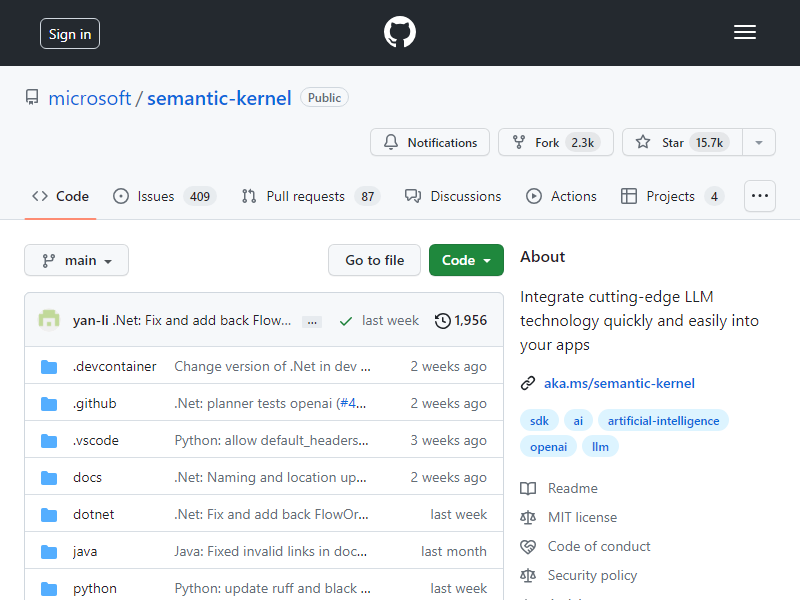 Sign in
microsoft / semantic-kernel Public
Notifications Fork 2.3k Star 15.7k
Code Issues 409 Pull requests 87 Discussions Actions Projects 4 ...
main Go to file Code
yan-li .Net: Fix and add back Flow... ... last week 1,956
.devcontainer Change version of .Net in dev ... 2 weeks ago
.github .Net: planner tests openai (#4... 2 weeks ago
.vscode Python: allow default_headers... 3 weeks ago
docs .Net: Naming and location up... 2 weeks ago
dotnet .Net: Fix and add back FlowOr... last week
java Java: Fixed invalid links in doc... last month
python Python: update ruff and black ... last week
About
Integrate cutting-edge LLM
technology quickly and easily into
your apps
aka.ms/semantic-kernel
sdk ai artificial-intelligence
openai llm
Readme
MIT license
Code of conduct
Security policy